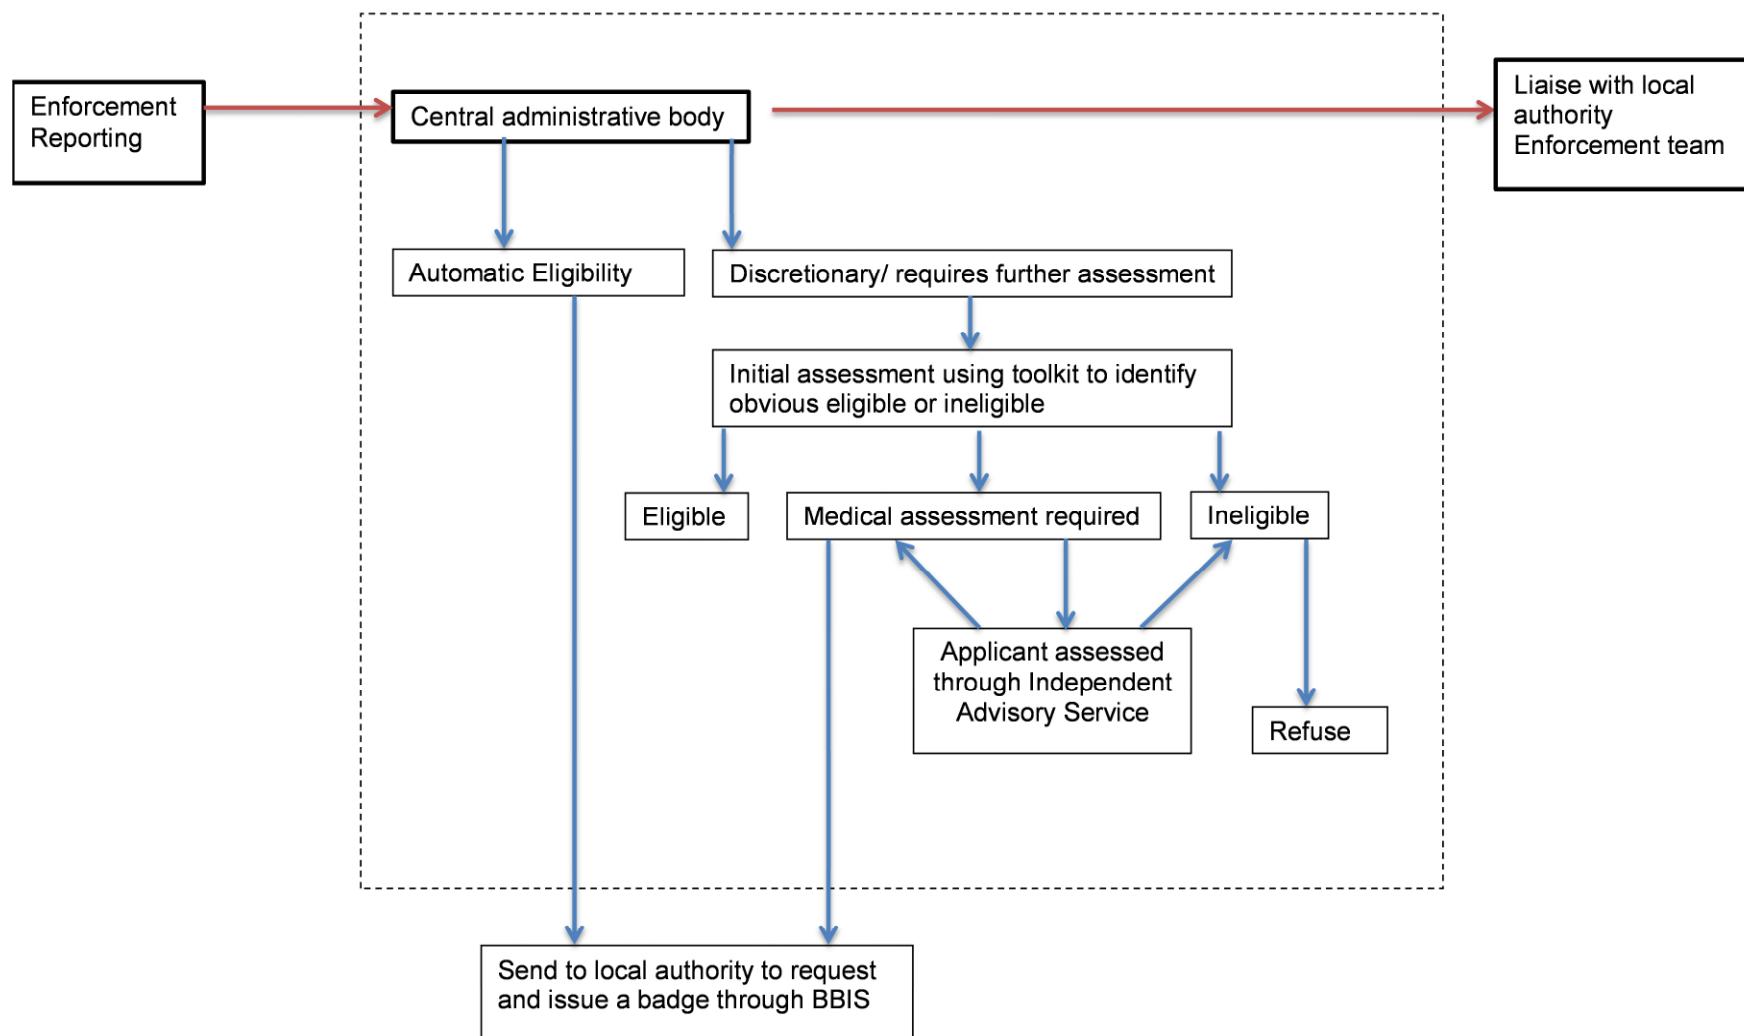 Enforcement
Reporting
Central administrative body
Liaise with local
authority
Enforcement team
Automatic Eligibility
Discretionary/ requires further assessment
Initial assessment using toolkit to identify
obvious eligible or ineligible
Eligible
Medical assessment required
Ineligible
Applicant assessed
through Independent
Advisory Service
Refuse
Send to local authority to request
and issue a badge through BBIS